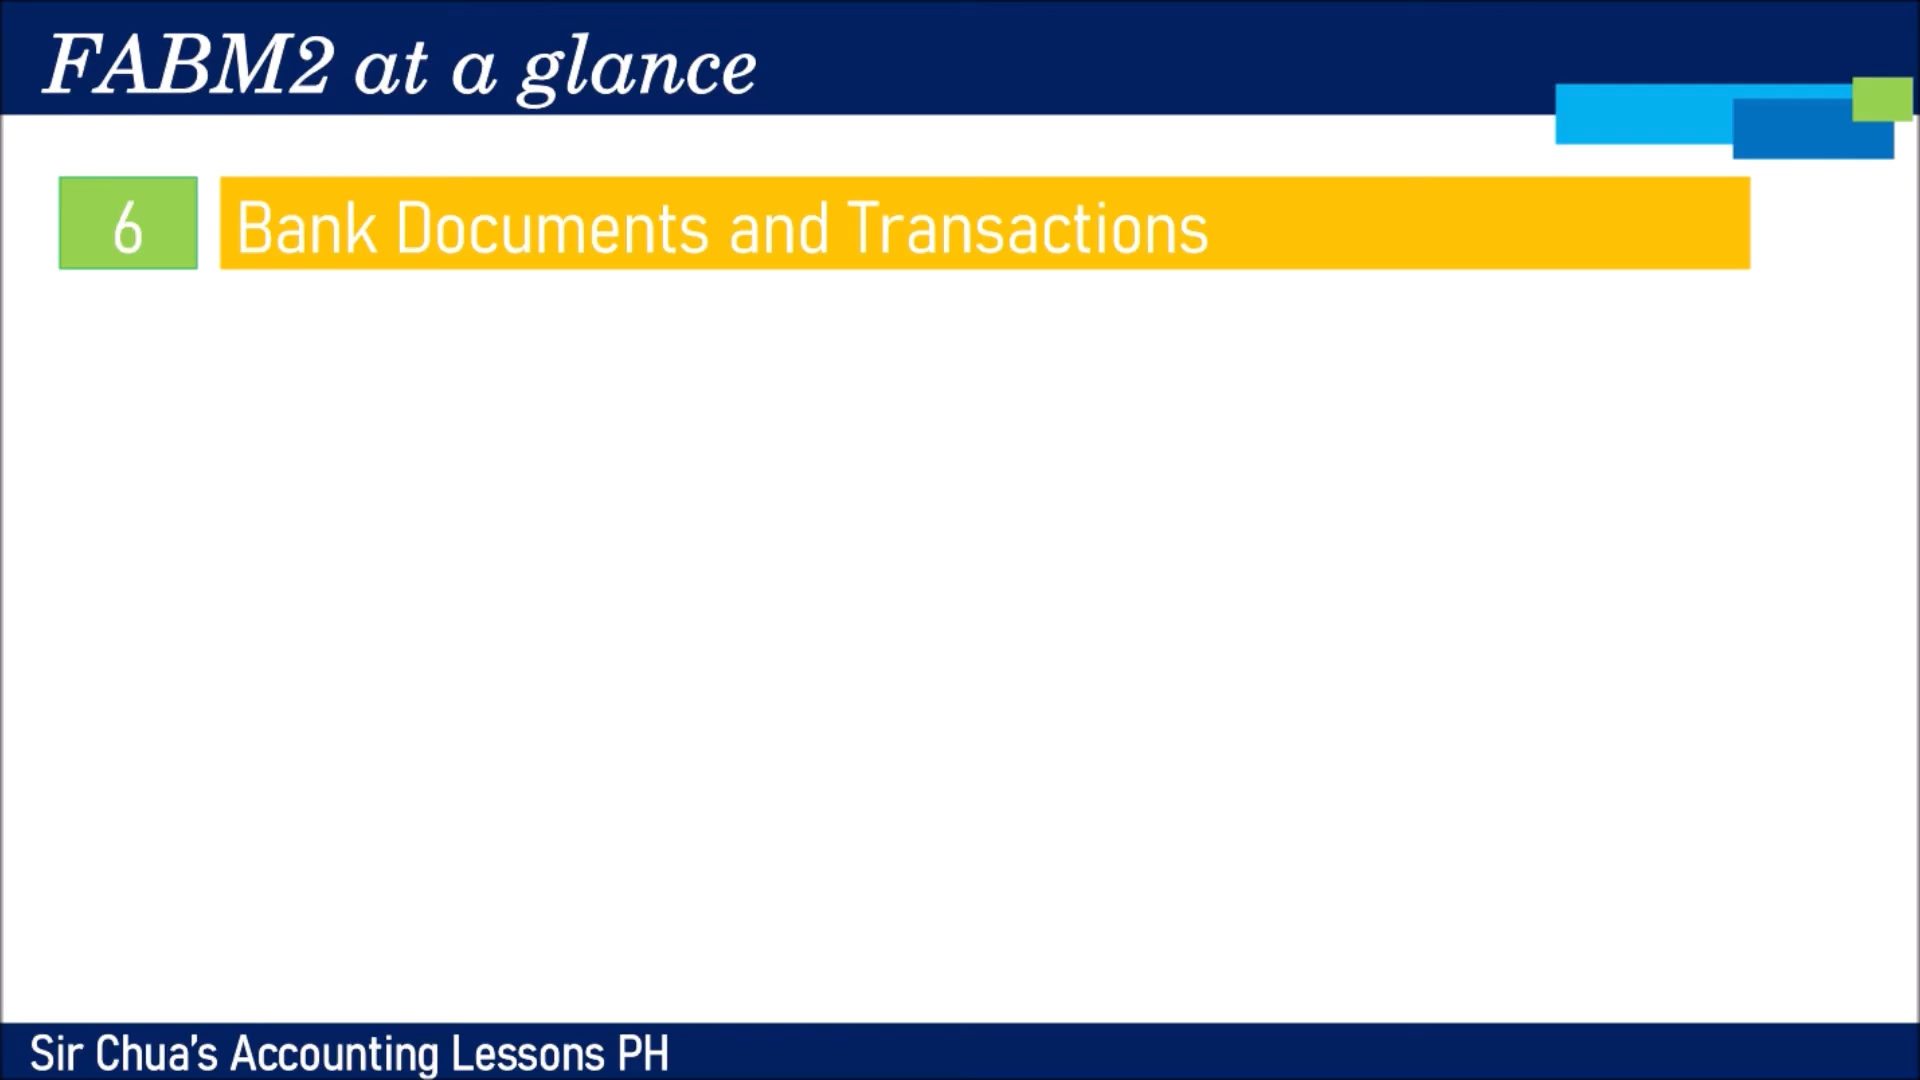 FABM2 at a glance
6 Bank Documents and Transactions
Sir Chua's Accounting Lessons PH